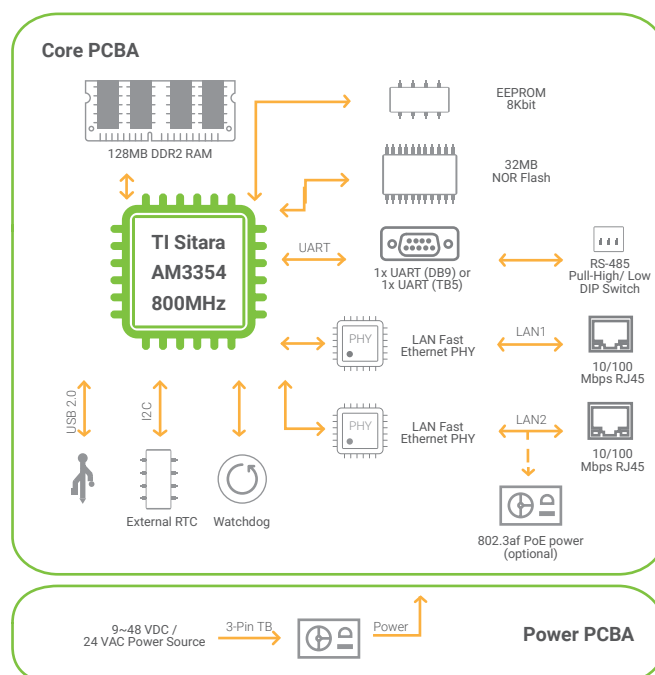 Core PCBA
128MB DDR2 RAM
EEPROM
8Kbit
32MB
NOR Flash
TI Sitara
AM3354
800MHz
UART
1x UART (DB9) or
1x UART (TB5)
RS-485
Pull-High/ Low
DIP Switch
PHY
LAN Fast
Ethernet PHY
LAN1
10/100
Mbps RJ45
PHY
LAN Fast
Ethernet PHY
LAN2
10/100
Mbps RJ45
USB 2.0
I2C
External RTC
Watchdog
802.3af PoE power
(optional)
9~48 VDC /
24 VAC Power Source
3-Pin TB
Power
Power PCBA